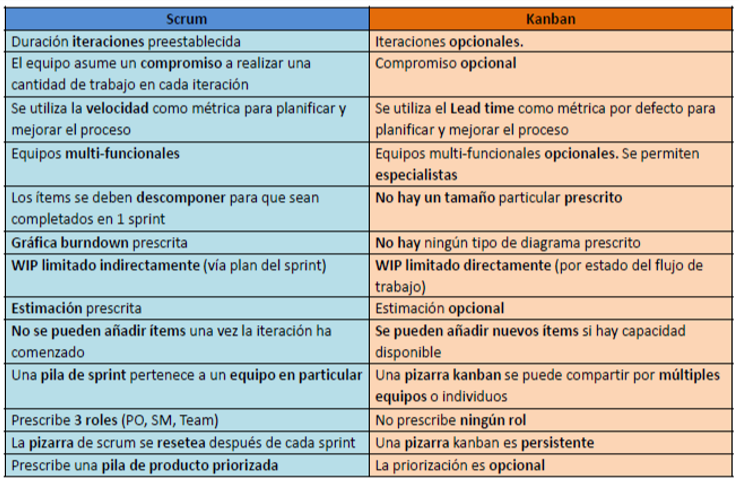 Scrum
Kanban
Duración iteraciones preestablecida
Iteraciones opcionales.
El equipo asume un compromiso a realizar una
cantidad de trabajo en cada iteración
Compromiso opcional
Se utiliza la velocidad como métrica para planificar y
mejorar el proceso
Se utiliza el Lead time como métrica por defecto para
planificar y mejorar el proceso
Equipos multi-funcionales
Equipos multi-funcionales opcionales. Se permiten
especialistas
Los ítems se deben descomponer para que sean
completados en 1 sprint
No hay un tamaño particular prescrito
Gráfica burndown prescrita
No hay ningún tipo de diagrama prescrito
WIP limitado indirectamente (vía plan del sprint)
WIP limitado directamente (por estado del flujo de
trabajo)
Estimación prescrita
Estimación opcional
No se pueden añadir ítems una vez la iteración ha
comenzado
Se pueden añadir nuevos ítems si hay capacidad
disponible
Una pila de sprint pertenece a un equipo en particular
Una pizarra kanban se puede compartir por múltiples
equipos o individuos
Prescribe 3 roles (PO, SM, Team)
No prescribe ningún rol
La pizarra de scrum se resetea después de cada sprint
Una pizarra kanban es persistente
Prescribe una pila de producto priorizada
La priorización es opcional